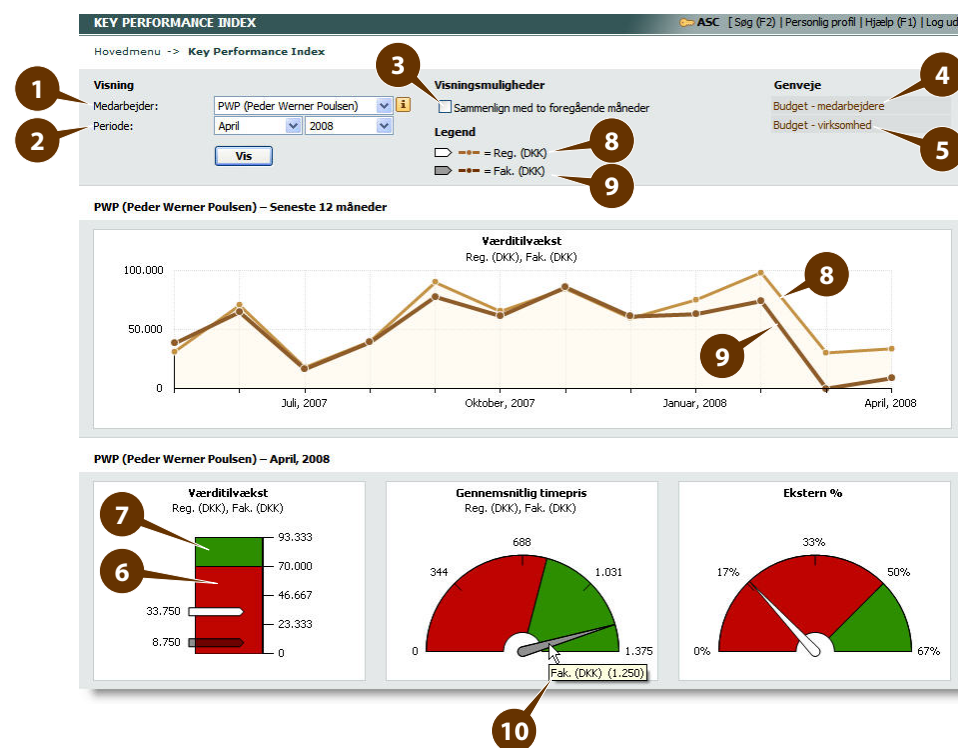 KEY PERFORMANCE INDEX
ASC [ Søg (F2) | Personlig profil | Hjælp (F1) | Log ud
Hovedmenu -> Key Performance Index
Visning
Visningsmuligheder
Genveje
1
Medarbejder:
PWP (Peder Werner Poulsen)
i
3
Sammenlign med to foregående måneder
4
Budget - medarbejdere
2
Periode:
April
2008
Legend
Budget - virksomhed
5
Vis
= Reg. (DKK)
8
= Fak. (DKK)
9
PWP (Peder Werner Poulsen) – Seneste 12 måneder
Værditilvækst
Reg. (DKK), Fak. (DKK)
100.000
50.000
0
8
9
Juli, 2007
Oktober, 2007
Januar, 2008
April, 2008
PWP (Peder Werner Poulsen) – April, 2008
Værditilvækst
Reg. (DKK), Fak. (DKK)
7
6
93.333
70.000
46.667
23.333
0
33.750
8.750
Gennemsnitlig timepris
Reg. (DKK), Fak. (DKK)
0
344
688
1.031
1.375
Fak. (DKK) (1.250)
10
Ekstern %
0%
17%
33%
50%
67%